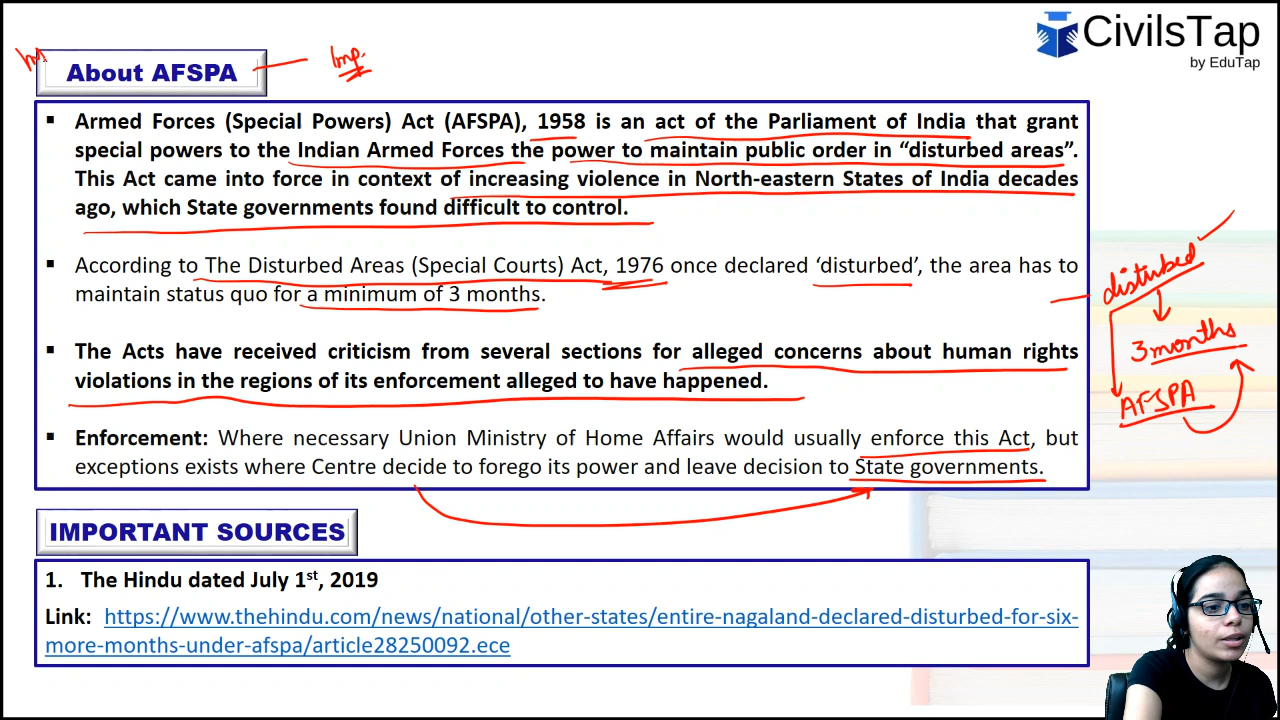 CivilsTap
by EduTap
About AFSPA
Imp.
▪ Armed Forces (Special Powers) Act (AFSPA), 1958 is an act of the Parliament of India that grant
special powers to the Indian Armed Forces the power to maintain public order in “disturbed areas”.
This Act came into force in context of increasing violence in North-eastern States of India decades
ago, which State governments found difficult to control.
▪ According to The Disturbed Areas (Special Courts) Act, 1976 once declared ‘disturbed’, the area has to
maintain status quo for a minimum of 3 months.
▪ The Acts have received criticism from several sections for alleged concerns about human rights
violations in the regions of its enforcement alleged to have happened.
▪ Enforcement: Where necessary Union Ministry of Home Affairs would usually enforce this Act, but
exceptions exists where Centre decide to forego its power and leave decision to State governments.
disturbed
3 months
AFSPA
IMPORTANT SOURCES
1. The Hindu dated July 1st, 2019
Link: https://www.thehindu.com/news/national/other-states/entire-nagaland-declared-disturbed-for-six-
more-months-under-afspa/article28250092.ece